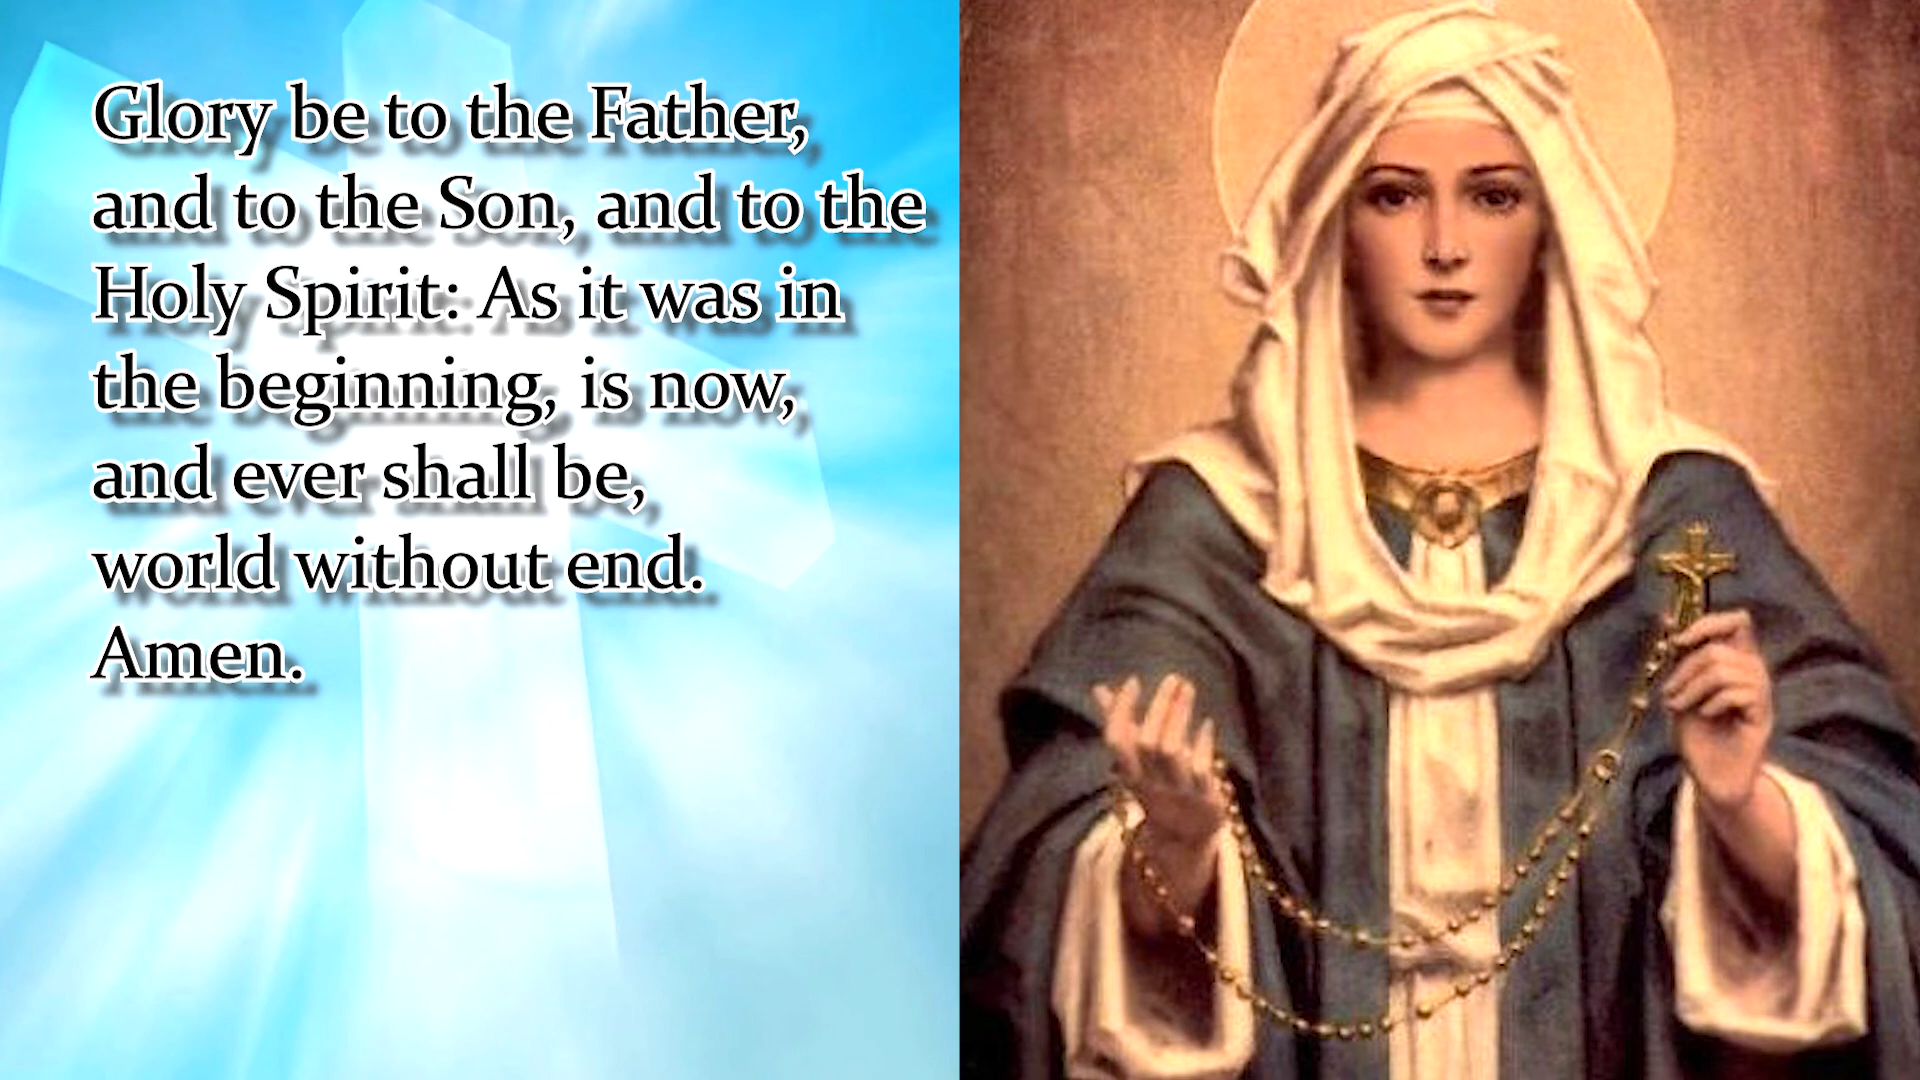 Glory be to the Father,
and to the Son, and to the
Holy Spirit: As it was in
the beginning, is now,
and ever shall be,
world without end.
Amen.